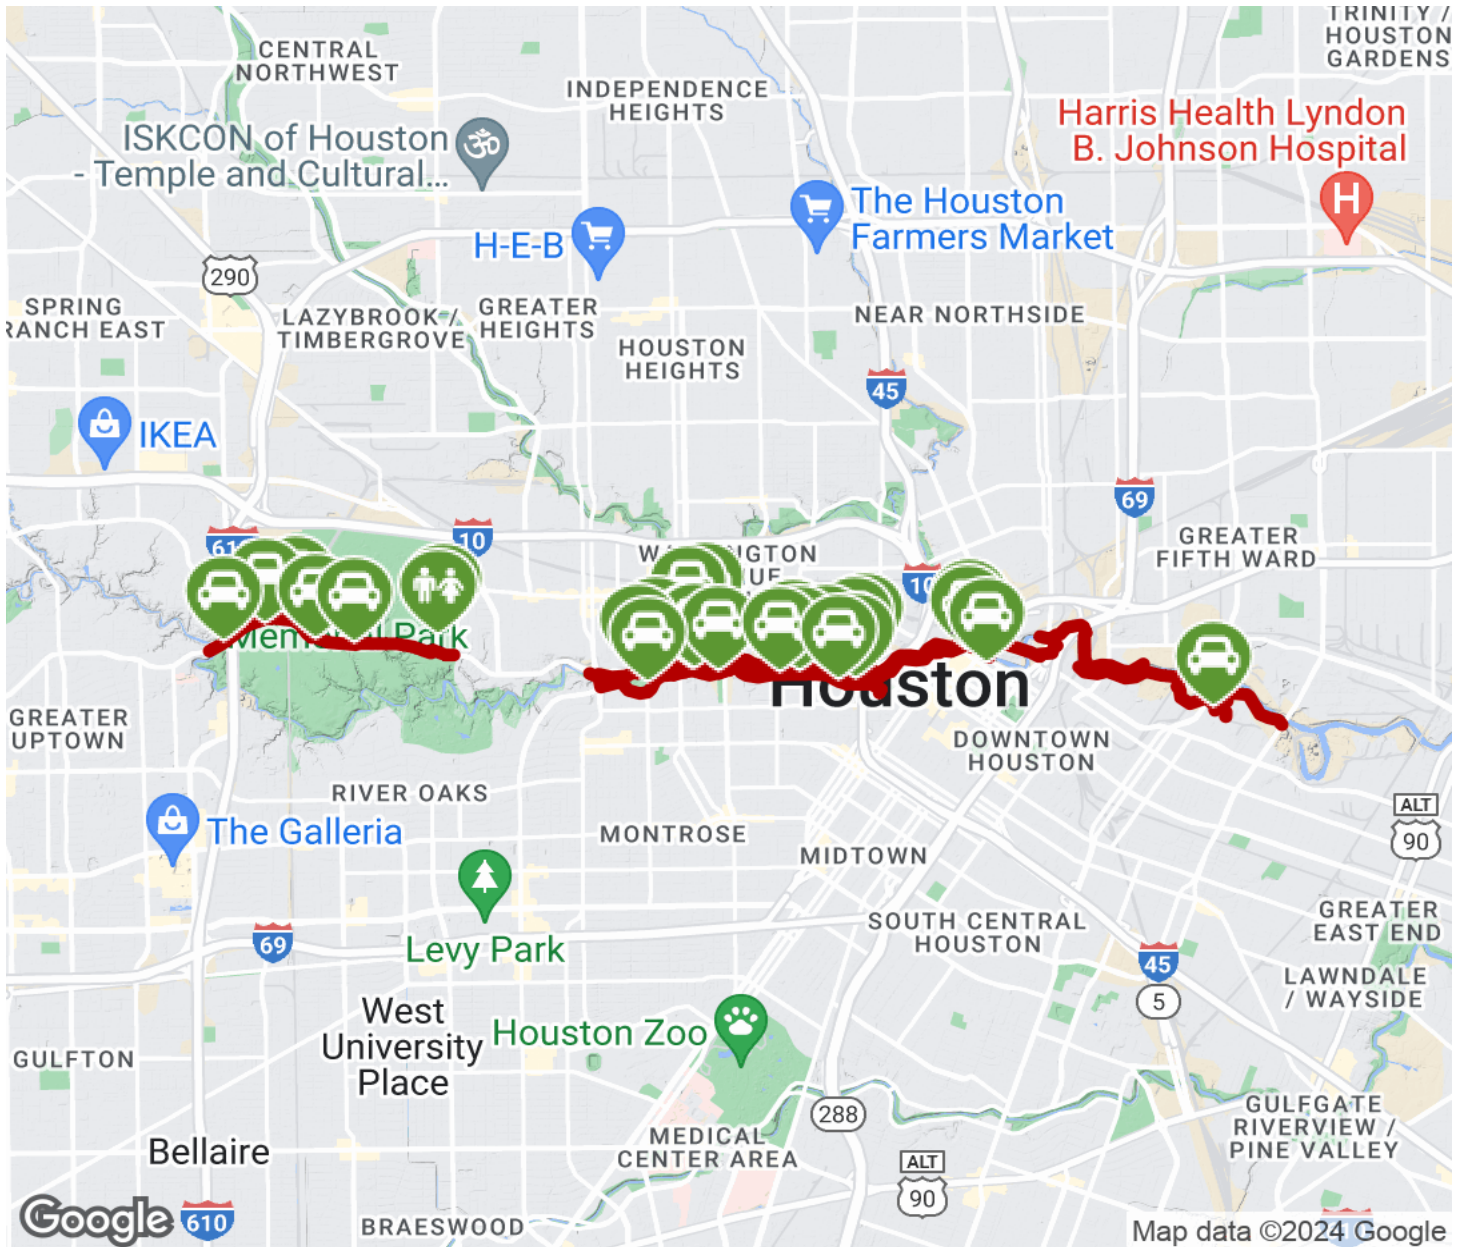 TRINITY /
HOUSTON
GARDENS
CENTRAL
NORTHWEST
INDEPENDENCE
HEIGHTS
Harris Health Lyndon
B. Johnson Hospital
H
ISKCON of Houston
- Temple and Cultural...
The Houston
Farmers Market
H-E-B
290
SPRING
RANCH EAST
LAZYBROOK /
TIMBERGROVE
GREATER
HEIGHTS
NEAR NORTHSIDE
HOUSTON
HEIGHTS
45
IKEA
69
10
GREATER
FIFTH WARD
10
Memorial Park
Houston
GREATER
UPTOWN
DOWNTOWN
HOUSTON
RIVER OAKS
ALT
90
The Galleria
MONTROSE
MIDTOWN
Levy Park
69
SOUTH CENTRAL
HOUSTON
GREATER
EAST END
45
5
LAWNDALE
/ WAYSIDE
West
University
Place
Houston Zoo
GULFTON
288
GULFGATE
RIVERVIEW /
PINE VALLEY
Bellaire
MEDICAL
CENTER AREA
ALT
90
Google
610
BRAESWOOD
Map data ©2024 Google